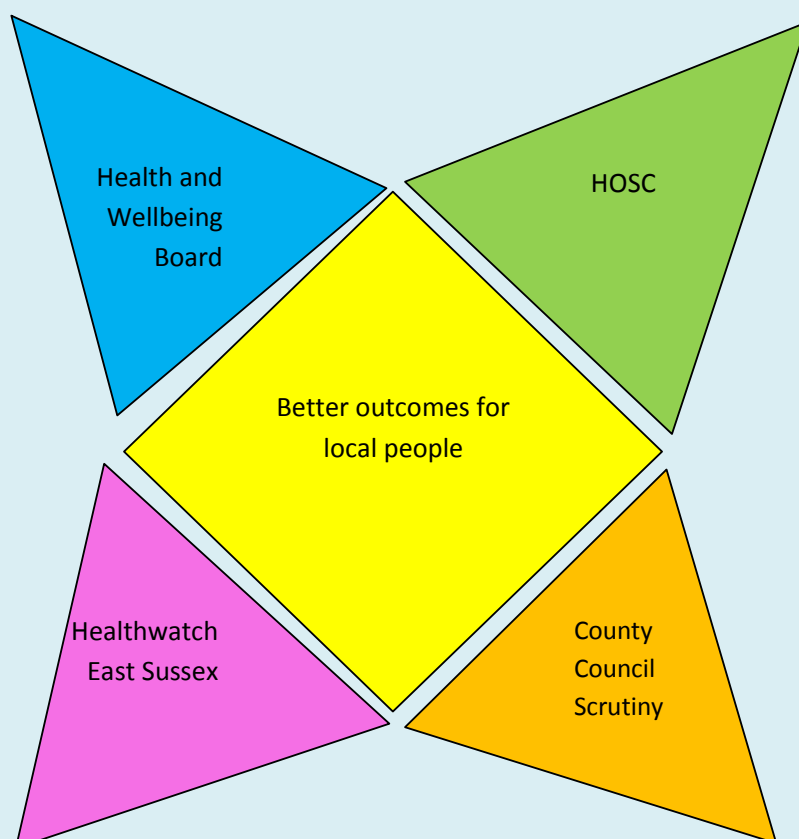 Health and
Wellbeing
Board
HOSC
Better outcomes for
local people
Healthwatch
East Sussex
County
Council
Scrutiny